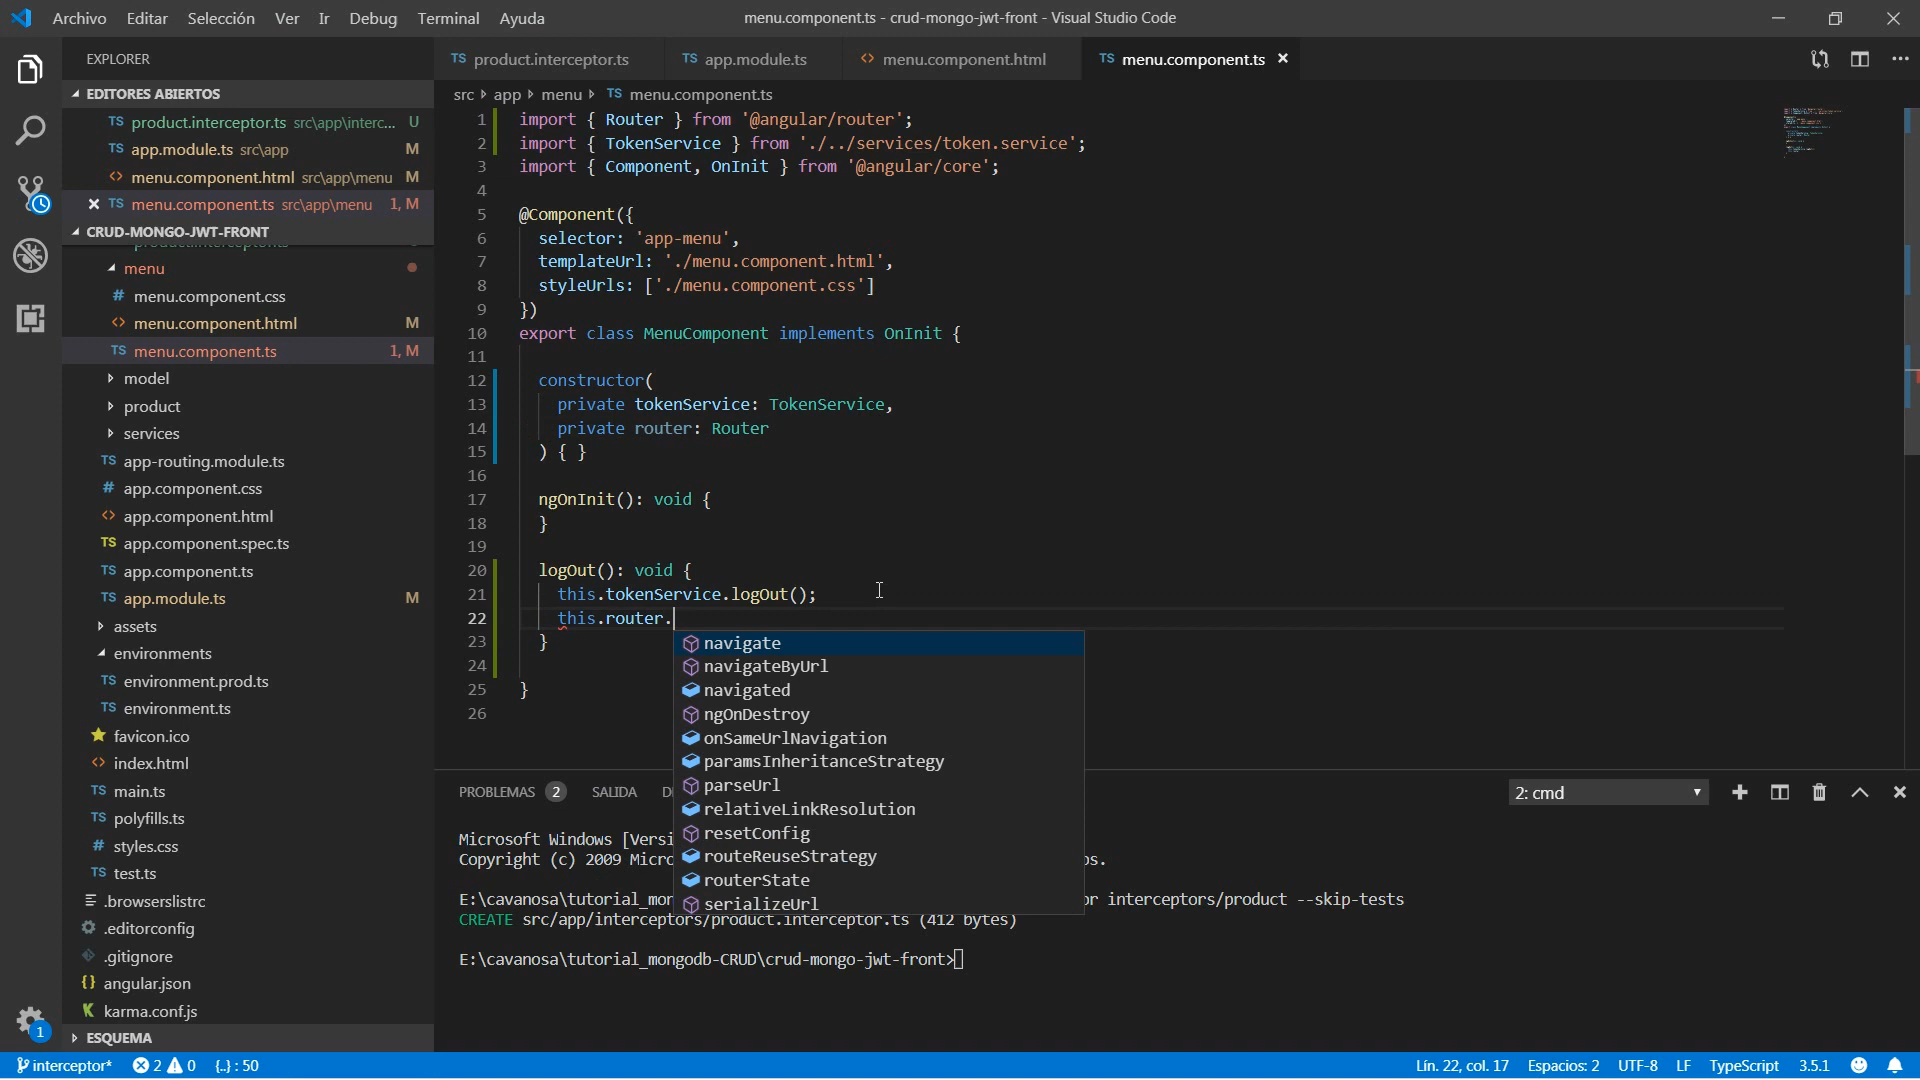 Archivo Editar Selección Ver Ir Debug Terminal Ayuda
menu.component.ts - crud-mongo-jwt-front - Visual Studio Code
EXPLORER
EDITORES ABIERTOS
TS product.interceptor.ts src\app\interc... U
TS app.module.ts src\app M
<> menu.component.html src\app\menu M
TS menu.component.ts src\app\menu 1, M
CRUD-MONGO-JWT-FRONT
product.interceptor.ts
menu
# menu.component.css
<> menu.component.html M
TS menu.component.ts 1, M
model
product
services
TS app-routing.module.ts
# app.component.css
<> app.component.html
TS app.component.spec.ts
TS app.component.ts
TS app.module.ts M
assets
environments
TS environment.prod.ts
TS environment.ts
favicon.ico
<> index.html
TS main.ts
TS polyfills.ts
# styles.css
TS test.ts
.browserslistrc
.editorconfig
.gitignore
{} angular.json
karma.conf.js
ESQUEMA
1
TS product.interceptor.ts
TS app.module.ts
<> menu.component.html
TS menu.component.ts
src app menu TS menu.component.ts
1 import { Router } from '@angular/router';
2 import { TokenService } from './../services/token.service';
3 import { Component, OnInit } from '@angular/core';
4
5 @Component({
6 selector: 'app-menu',
7 templateUrl: './menu.component.html',
8 styleUrls: ['./menu.component.css']
9 })
10 export class MenuComponent implements OnInit {
11
12 constructor(
13 private tokenService: TokenService,
14 private router: Router
15 ) { }
16
17 ngOnInit(): void {
18 }
19
20 logOut(): void {
21 this.tokenService.logOut();
22 this.router.
23 }
24
25 }
26
navigate
navigateByUrl
navigated
ngOnDestroy
onSameUrlNavigation
paramsInheritanceStrategy
parseUrl
relativeLinkResolution
resetConfig
routeReuseStrategy
routerState
serializeUrl
PROBLEMAS 2 SALIDA D
2: cmd
Microsoft Windows [Versi
Copyright (c) 2009 Micro os.
E:\cavanosa\tutorial_mon or interceptors/product --skip-tests
CREATE src/app/interceptors/product.interceptor.ts (412 bytes)
E:\cavanosa\tutorial_mongodb-CRUD\crud-mongo-jwt-front>
interceptor* 2 0 {..} : 50
Lín. 22, col. 17 Espacios: 2 UTF-8 LF TypeScript 3.5.1